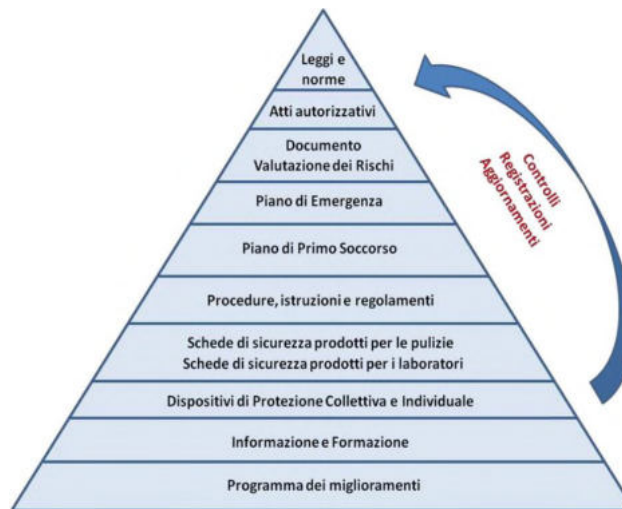 Leggi e
norme
Atti autorizzativi
Documento
Valutazione dei Rischi
Piano di Emergenza
Piano di Primo Soccorso
Procedure, istruzioni e regolamenti
Schede di sicurezza prodotti per le pulizie
Schede di sicurezza prodotti per i laboratori
Dispositivi di Protezione Collettiva e Individuale
Informazione e Formazione
Programma dei miglioramenti
Controlli
Registrazioni
Aggiornamenti